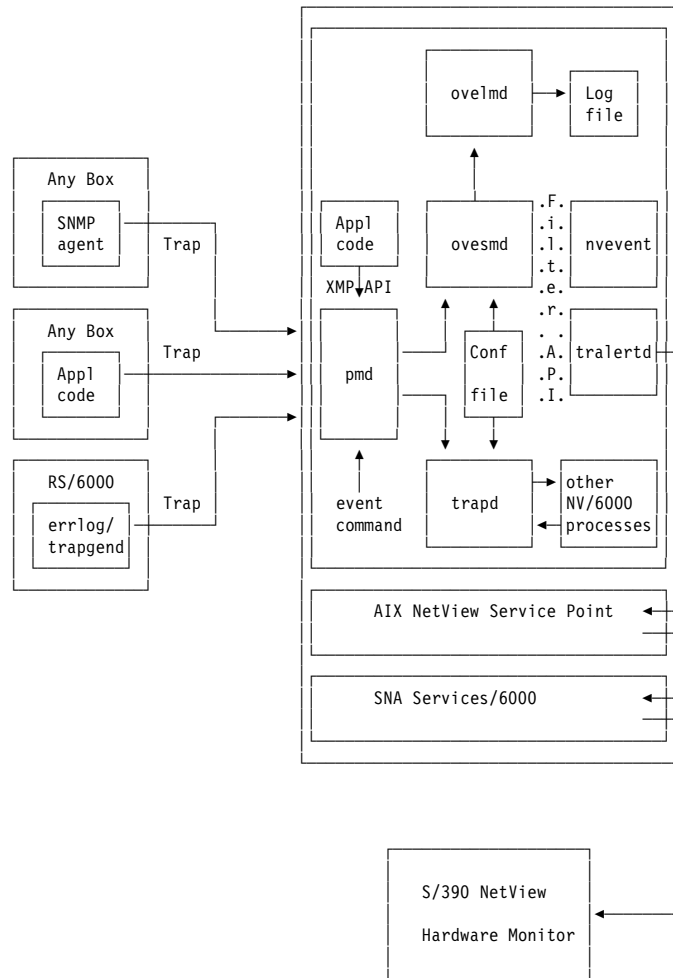 ovelmd
Log
file
Any Box
SNMP
agent
Trap
Appl
code
ovesmd
.F.
.i.
.l.
.t.
.e.
.r.
. .
.A.
.P.
.I.
nvevent
XMP API
Any Box
Appl
code
Trap
pmd
Conf
file
tralertd
RS/6000
errlog/
trapgend
Trap
event
command
trapd
other
NV/6000
processes
AIX NetView Service Point
SNA Services/6000
S/390 NetView
Hardware Monitor